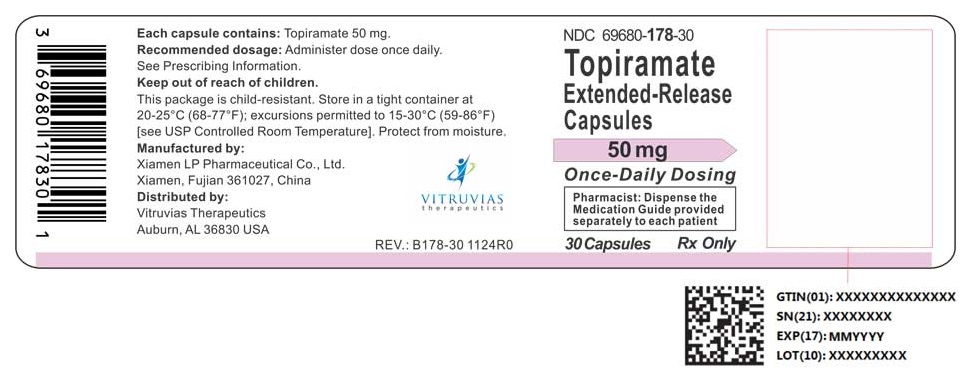 3 69680 17830 1
Each capsule contains: Topiramate 50 mg.
Recommended dosage: Administer dose once daily.
See Prescribing Information.
Keep out of reach of children.
This package is child-resistant. Store in a tight container at
20-25°C (68-77°F); excursions permitted to 15-30°C (59-86°F)
[see USP Controlled Room Temperature]. Protect from moisture.
Manufactured by:
Xiamen LP Pharmaceutical Co., Ltd.
Xiamen, Fujian 361027, China
Distributed by:
Vitruvias Therapeutics
Auburn, AL 36830 USA
VITRUVIAS
therapeutics
REV.: B178-30 1124R0
NDC 69680-178-30
Topiramate
Extended-Release
Capsules
50 mg
Once-Daily Dosing
Pharmacist: Dispense the
Medication Guide provided
separately to each patient
30 Capsules Rx Only
GTIN(01): XXXXXXXXXXXXXX
SN(21): XXXXXXXX
EXP(17): MMYYYY
LOT(10): XXXXXXXXX